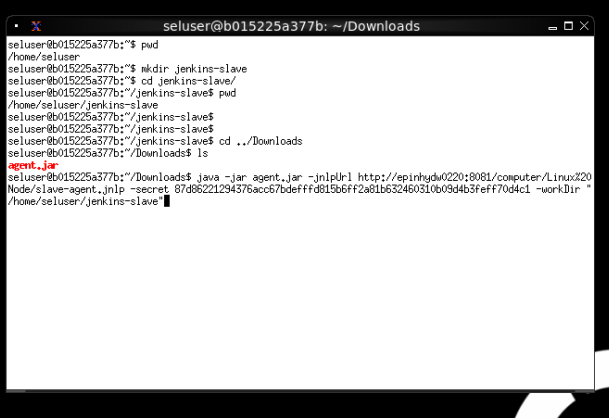 seluser@b015225a377b: ~/Downloads
seluser@b015225a377b:~$ pwd
/home/seluser
seluser@b015225a377b:~$ mkdir jenkins-slave
seluser@b015225a377b:~$ cd jenkins-slave/
seluser@b015225a377b:~/jenkins-slave$ pwd
/home/seluser/jenkins-slave
seluser@b015225a377b:~/jenkins-slave$
seluser@b015225a377b:~/jenkins-slave$
seluser@b015225a377b:~/jenkins-slave$ cd ../Downloads
seluser@b015225a377b:~/Downloads$ ls
agent.jar
seluser@b015225a377b:~/Downloads$ java -jar agent.jar -jnlpUrl http://epinhydw0220:8081/computer/Linux%20
Node/slave-agent.jnlp -secret 87d86221294376acc67bdefffd815b6ff2a81b632460310b09d4b3feff70d4c1 -workDir "
/home/seluser/jenkins-slave"